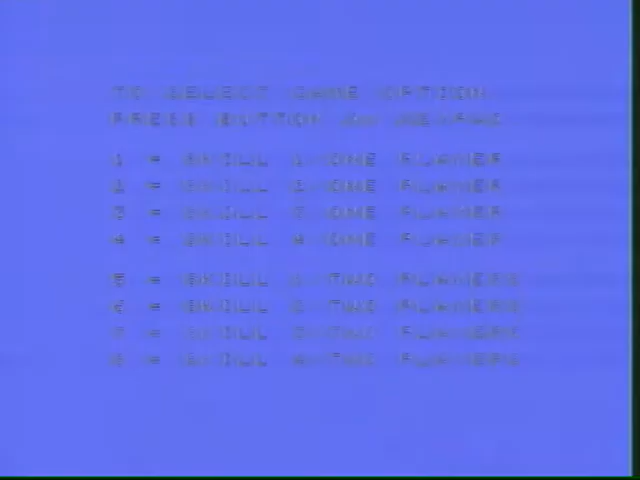 TO SELECT GAME OPTION
PRESS BUTTON ON KEYPAD
1 = SKILL 1/ONE PLAYER
2 = SKILL 2/ONE PLAYER
3 = SKILL 3/ONE PLAYER
4 = SKILL 4/ONE PLAYER
5 = SKILL 1/TWO PLAYERS
6 = SKILL 2/TWO PLAYERS
7 = SKILL 3/TWO PLAYERS
8 = SKILL 4/TWO PLAYERS